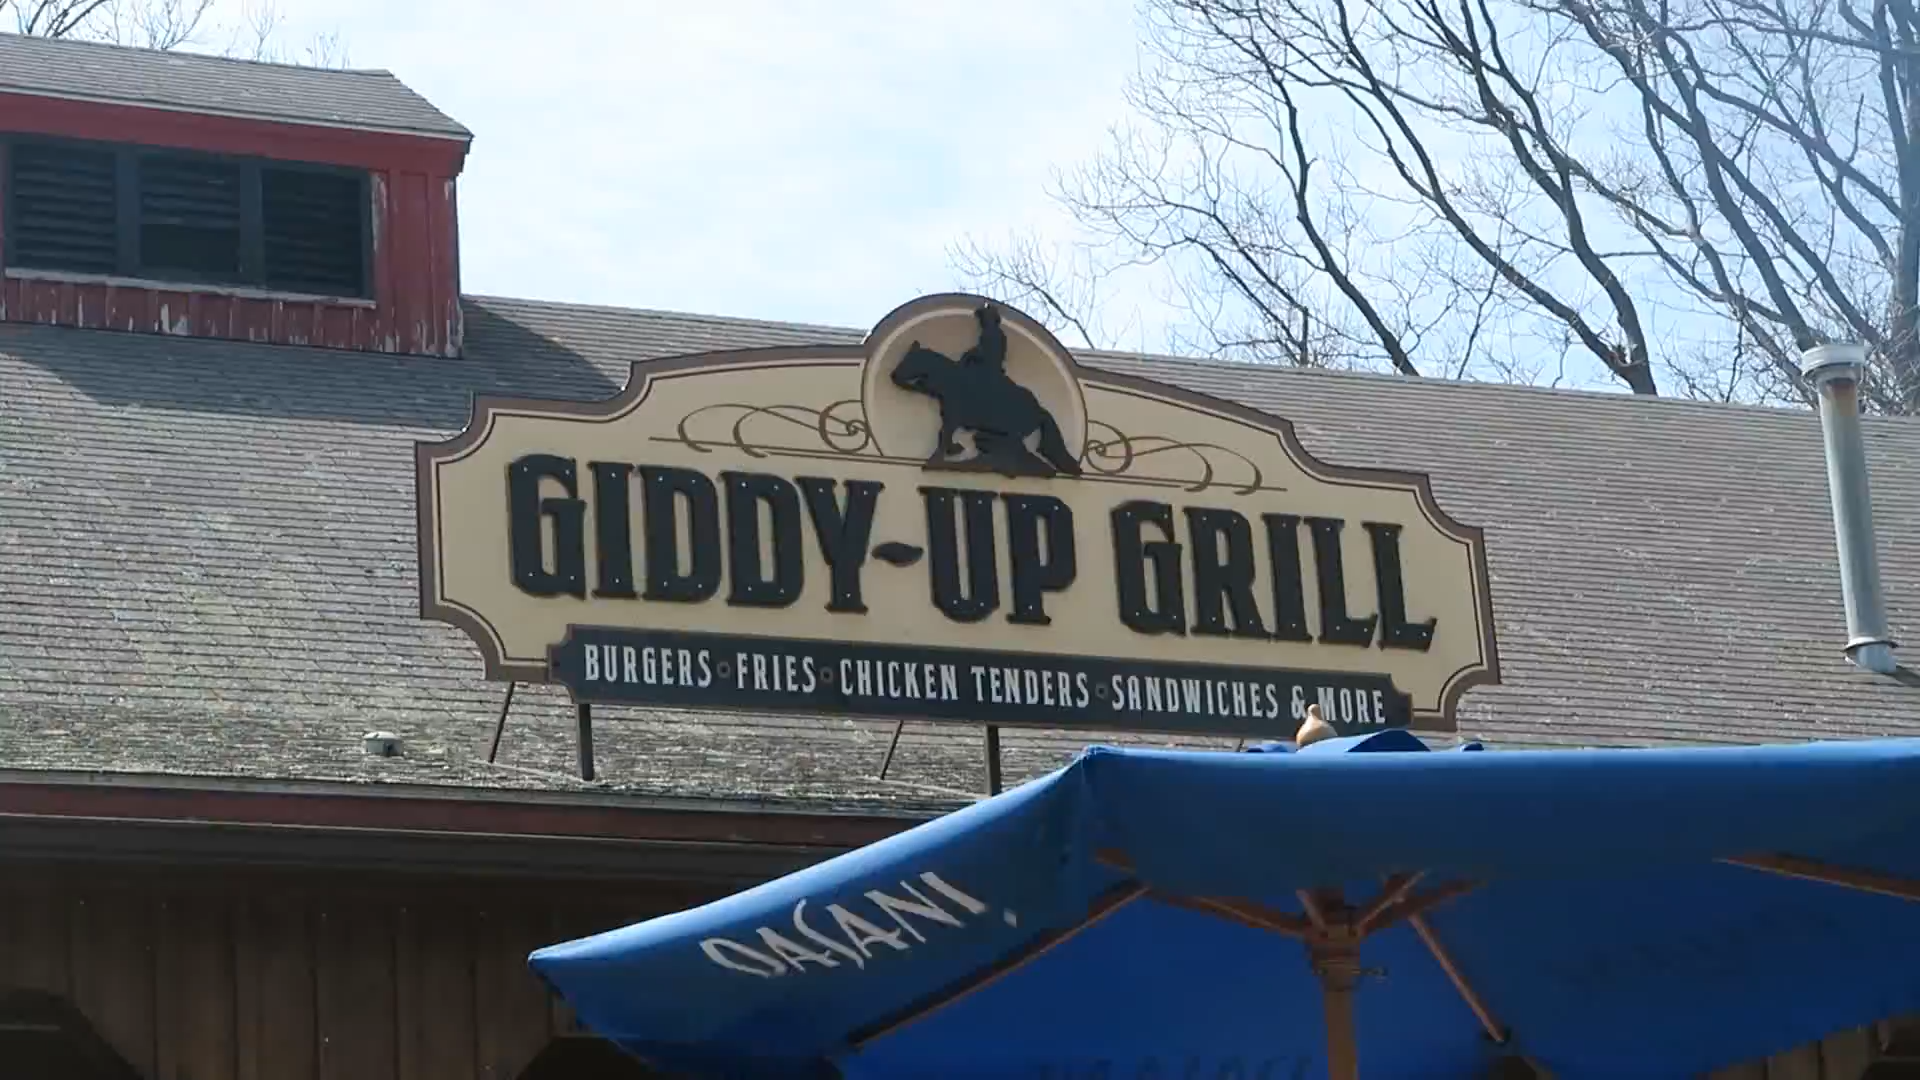 GIDDY-UP GRILL
BURGERS◦FRIES◦CHICKEN TENDERS◦SANDWICHES & MORE
DASANI